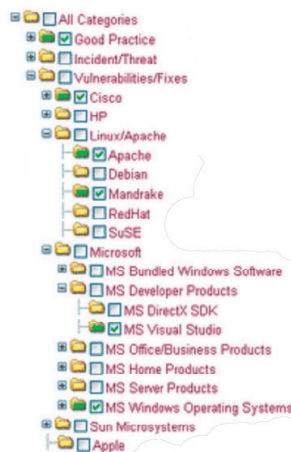 All Categories
Good Practice
Incident/Threat
Vulnerabilities/Fixes
Cisco
HP
Linux/Apache
Apache
Debian
Mandrake
RedHat
SuSE
Microsoft
MS Bundled Windows Software
MS Developer Products
MS DirectX SDK
MS Visual Studio
MS Office/Business Products
MS Home Products
MS Server Products
MS Windows Operating Systems
Sun Microsystems
Apple